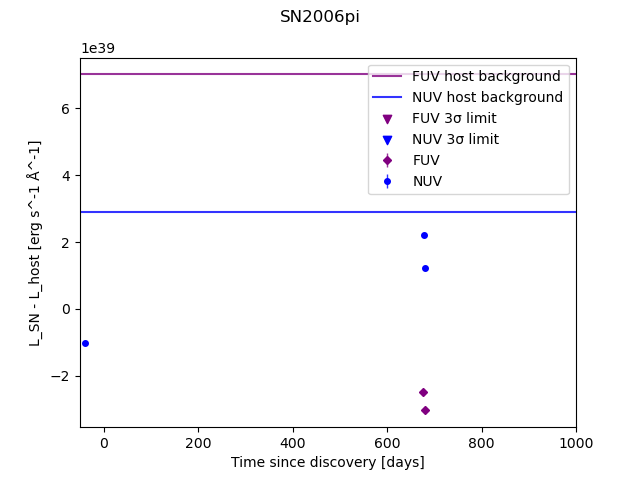 SN2006pi
1e39
FUV host background
NUV host background
FUV 3σ limit
NUV 3σ limit
FUV
NUV
L_SN - L_host [erg s^-1 Å^-1]
6
4
2
0
−2
0 200 400 600 800 1000
Time since discovery [days]